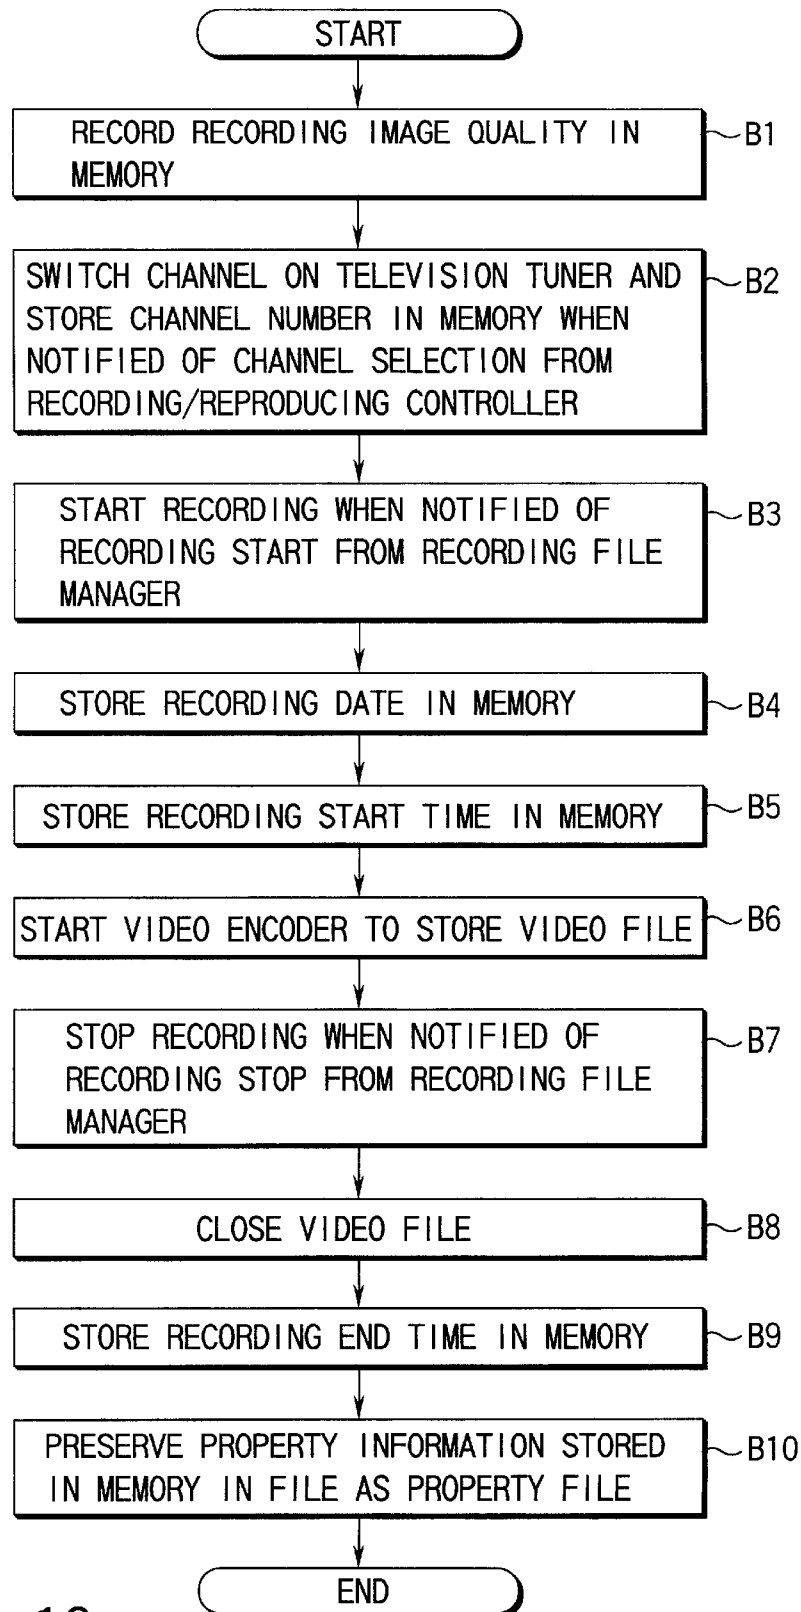 START
RECORD RECORDING IMAGE QUALITY IN
MEMORY
B1
SWITCH CHANNEL ON TELEVISION TUNER AND
STORE CHANNEL NUMBER IN MEMORY WHEN
NOTIFIED OF CHANNEL SELECTION FROM
RECORDING/REPRODUCING CONTROLLER
B2
START RECORDING WHEN NOTIFIED OF
RECORDING START FROM RECORDING FILE
MANAGER
B3
STORE RECORDING DATE IN MEMORY
B4
STORE RECORDING START TIME IN MEMORY
B5
START VIDEO ENCODER TO STORE VIDEO FILE
B6
STOP RECORDING WHEN NOTIFIED OF
RECORDING STOP FROM RECORDING FILE
MANAGER
B7
CLOSE VIDEO FILE
B8
STORE RECORDING END TIME IN MEMORY
B9
PRESERVE PROPERTY INFORMATION STORED
IN MEMORY IN FILE AS PROPERTY FILE
B10
END